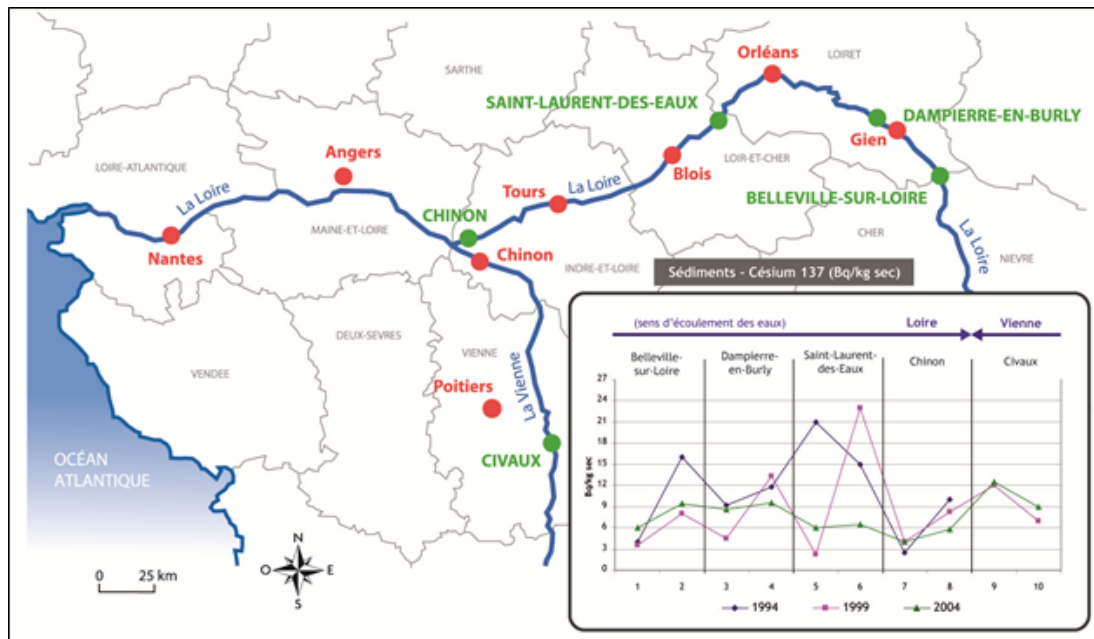 Orléans
LOIRET
SARTHE
SAINT-LAURENT-DES-EAUX
DAMPIERRE-EN-BURLY
Gien
Angers
LOIRE-ATLANTIQUE
LOIR-ET-CHER
Blois
La Loire
Tours
La Loire
BELLEVILLE-SUR-LOIRE
CHINON
MAINE-ET-LOIRE
CHER
Nantes
Chinon
INDRE-ET-LOIRE
La Loire
NIEVRE
Sédiments - Césium 137 (Bq/kg sec)
DEUX-SEVRES
VIENNE
VENDEE
Poitiers
La Vienne
CIVAUX
OCÉAN
ATLANTIQUE
N
O
E
S
0 25 km
(sens d'écoulement des eaux)
Loire
Vienne
Belleville-
sur-Loire
Dampierre-
en-Burly
Saint-Laurent-
des-Eaux
Chinon
Civaux
Bq/kg sec
27
24
21
18
15
12
9
6
3
0
1 2 3 4 5 6 7 8 9 10
1994 1999 2004